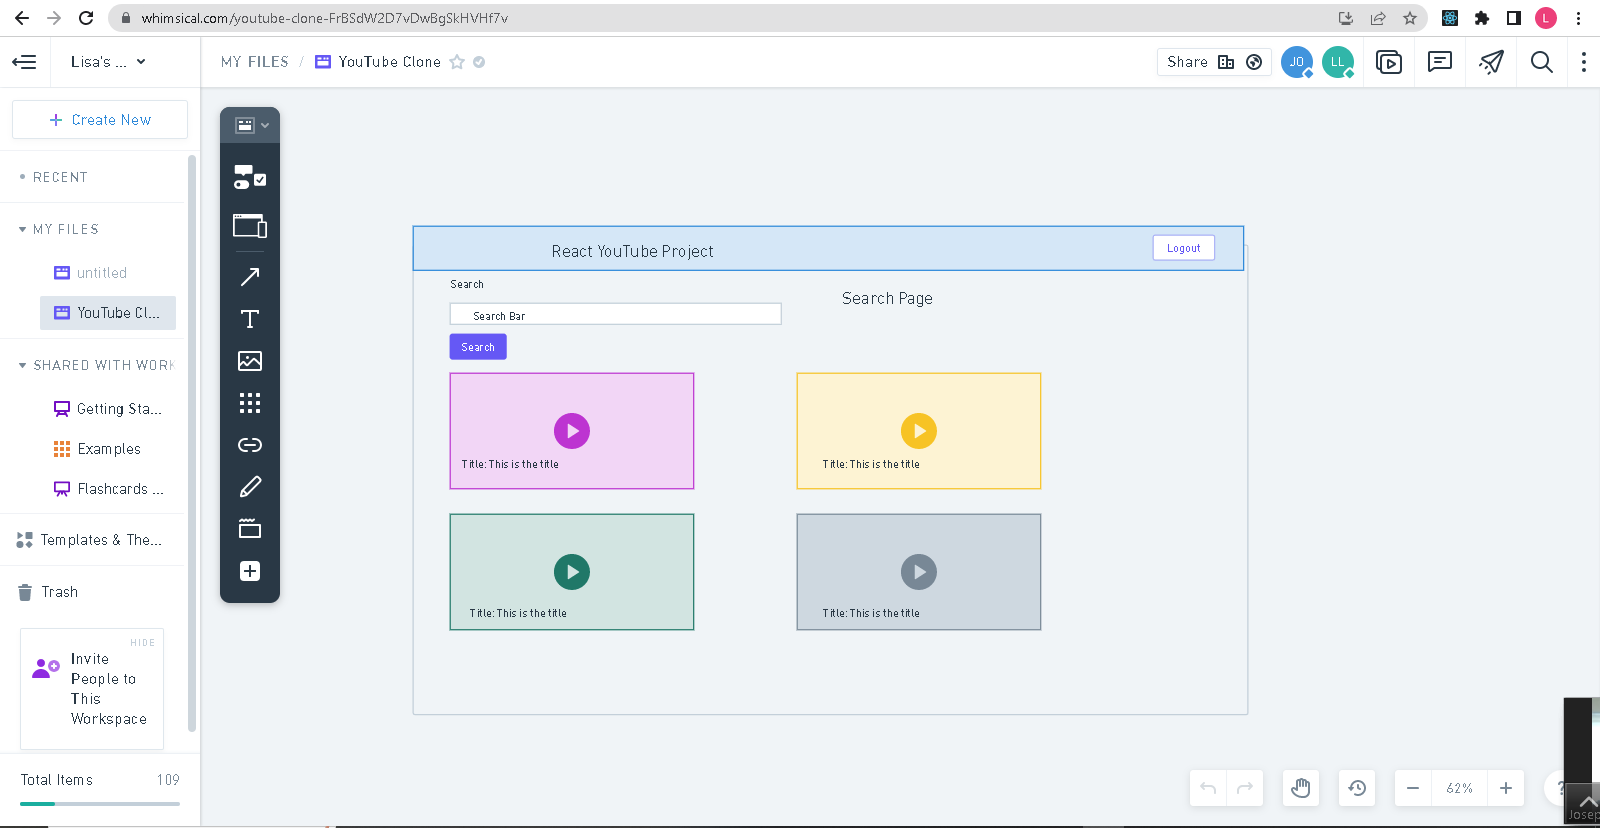 whimsical.com/youtube-clone-FrBSdW2D7vDwBgSkHVHf7v
L
Lisa's ...
MY FILES / YouTube Clone
Share
JO
LL
Create New
RECENT
MY FILES
untitled
YouTube Cl...
SHARED WITH WORK
Getting Sta...
Examples
Flashcards ...
Templates & The...
Trash
HIDE
Invite
People to
This
Workspace
Total Items 109
React YouTube Project
Logout
Search
Search Page
Search Bar
Search
Title: This is the title
Title: This is the title
Title: This is the title
Title: This is the title
62%
?
Josep